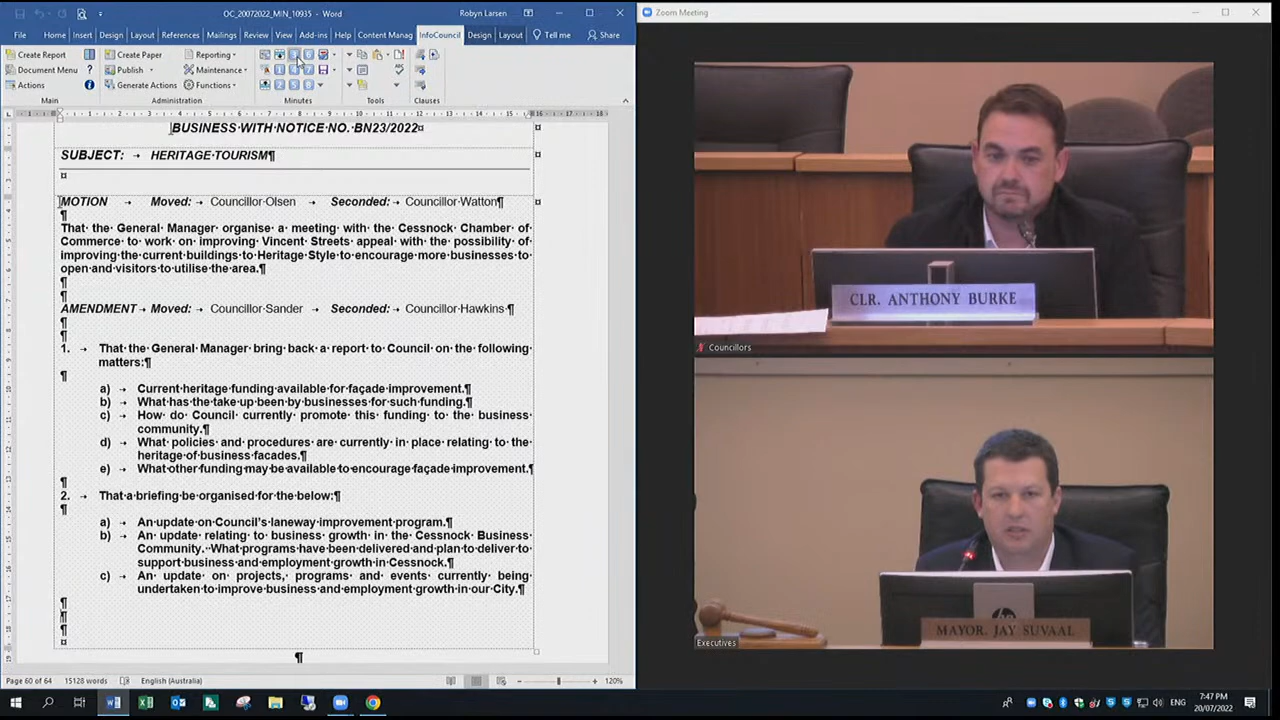 OC_20072022_MIN_10935 - Word
Robyn Larsen
Zoom Meeting
File Home Insert Design Layout References Mailings Review View Add-ins Help Content Manag InfoCouncil Design Layout Tell me Share
Create Report Create Paper Reporting
Document Menu Publish Maintenance
Actions Generate Actions Functions
Main Administration Minutes Tools Clauses
BUSINESS WITH NOTICE NO. BN23/2022
SUBJECT: HERITAGE TOURISM
MOTION Moved: Councillor Olsen Seconded: Councillor Watton
That the General Manager organise a meeting with the Cessnock Chamber of
Commerce to work on improving Vincent Streets appeal with the possibility of
improving the current buildings to Heritage Style to encourage more businesses to
open and visitors to utilise the area.
AMENDMENT Moved: Councillor Sander Seconded: Councillor Hawkins
1. That the General Manager bring back a report to Council on the following
matters:
a) Current heritage funding available for façade improvement.
b) What has the take up been by businesses for such funding.
c) How do Council currently promote this funding to the business
community.
d) What policies and procedures are currently in place relating to the
heritage of business facades.
e) What other funding may be available to encourage façade improvement.
2. That a briefing be organised for the below:
a) An update on Council's laneway improvement program.
b) An update relating to business growth in the Cessnock Business
Community. What programs have been delivered and plan to deliver to
support business and employment growth in Cessnock.
c) An update on projects, programs and events currently being
undertaken to improve business and employment growth in our City.
Page 60 of 64 15128 words English (Australia) 120%
CLR. ANTHONY BURKE
Councillors
hp
MAYOR. JAY SUVAAL
Executives
ENG
7:47 PM
20/07/2022